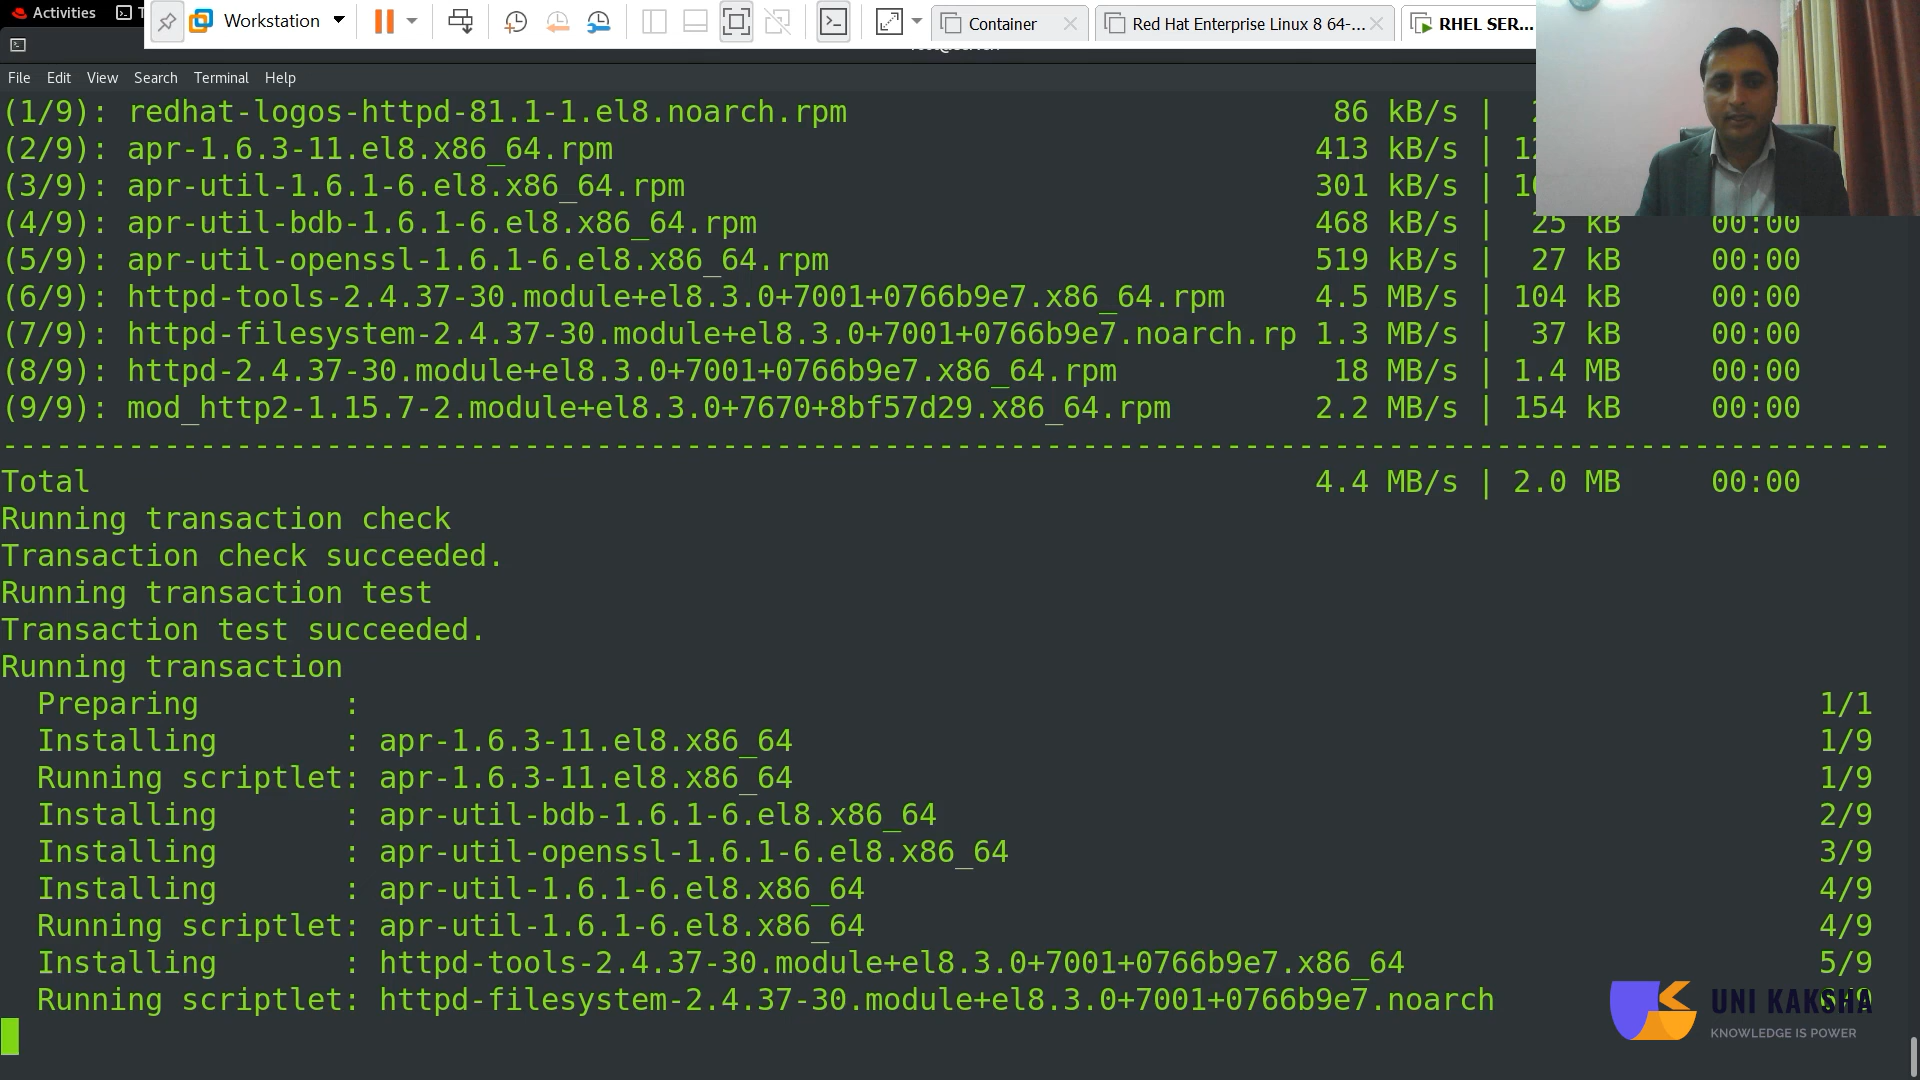 Activities
Workstation
Container
Red Hat Enterprise Linux 8 64-...
RHEL SER...
File Edit View Search Terminal Help
(1/9): redhat-logos-httpd-81.1-1.el8.noarch.rpm 86 kB/s |
(2/9): apr-1.6.3-11.el8.x86_64.rpm 413 kB/s |
(3/9): apr-util-1.6.1-6.el8.x86_64.rpm 301 kB/s |
(4/9): apr-util-bdb-1.6.1-6.el8.x86_64.rpm 468 kB/s | 25 kB 00:00
(5/9): apr-util-openssl-1.6.1-6.el8.x86_64.rpm 519 kB/s | 27 kB 00:00
(6/9): httpd-tools-2.4.37-30.module+el8.3.0+7001+0766b9e7.x86_64.rpm 4.5 MB/s | 104 kB 00:00
(7/9): httpd-filesystem-2.4.37-30.module+el8.3.0+7001+0766b9e7.noarch.rp 1.3 MB/s | 37 kB 00:00
(8/9): httpd-2.4.37-30.module+el8.3.0+7001+0766b9e7.x86_64.rpm 18 MB/s | 1.4 MB 00:00
(9/9): mod_http2-1.15.7-2.module+el8.3.0+7670+8bf57d29.x86_64.rpm 2.2 MB/s | 154 kB 00:00
--------------------------------------------------------------------------------------------------------
Total 4.4 MB/s | 2.0 MB 00:00
Running transaction check
Transaction check succeeded.
Running transaction test
Transaction test succeeded.
Running transaction
Preparing : 1/1
Installing : apr-1.6.3-11.el8.x86_64 1/9
Running scriptlet: apr-1.6.3-11.el8.x86_64 1/9
Installing : apr-util-bdb-1.6.1-6.el8.x86_64 2/9
Installing : apr-util-openssl-1.6.1-6.el8.x86_64 3/9
Installing : apr-util-1.6.1-6.el8.x86_64 4/9
Running scriptlet: apr-util-1.6.1-6.el8.x86_64 4/9
Installing : httpd-tools-2.4.37-30.module+el8.3.0+7001+0766b9e7.x86_64 5/9
Running scriptlet: httpd-filesystem-2.4.37-30.module+el8.3.0+7001+0766b9e7.noarch
UNI KAKSHA
KNOWLEDGE IS POWER